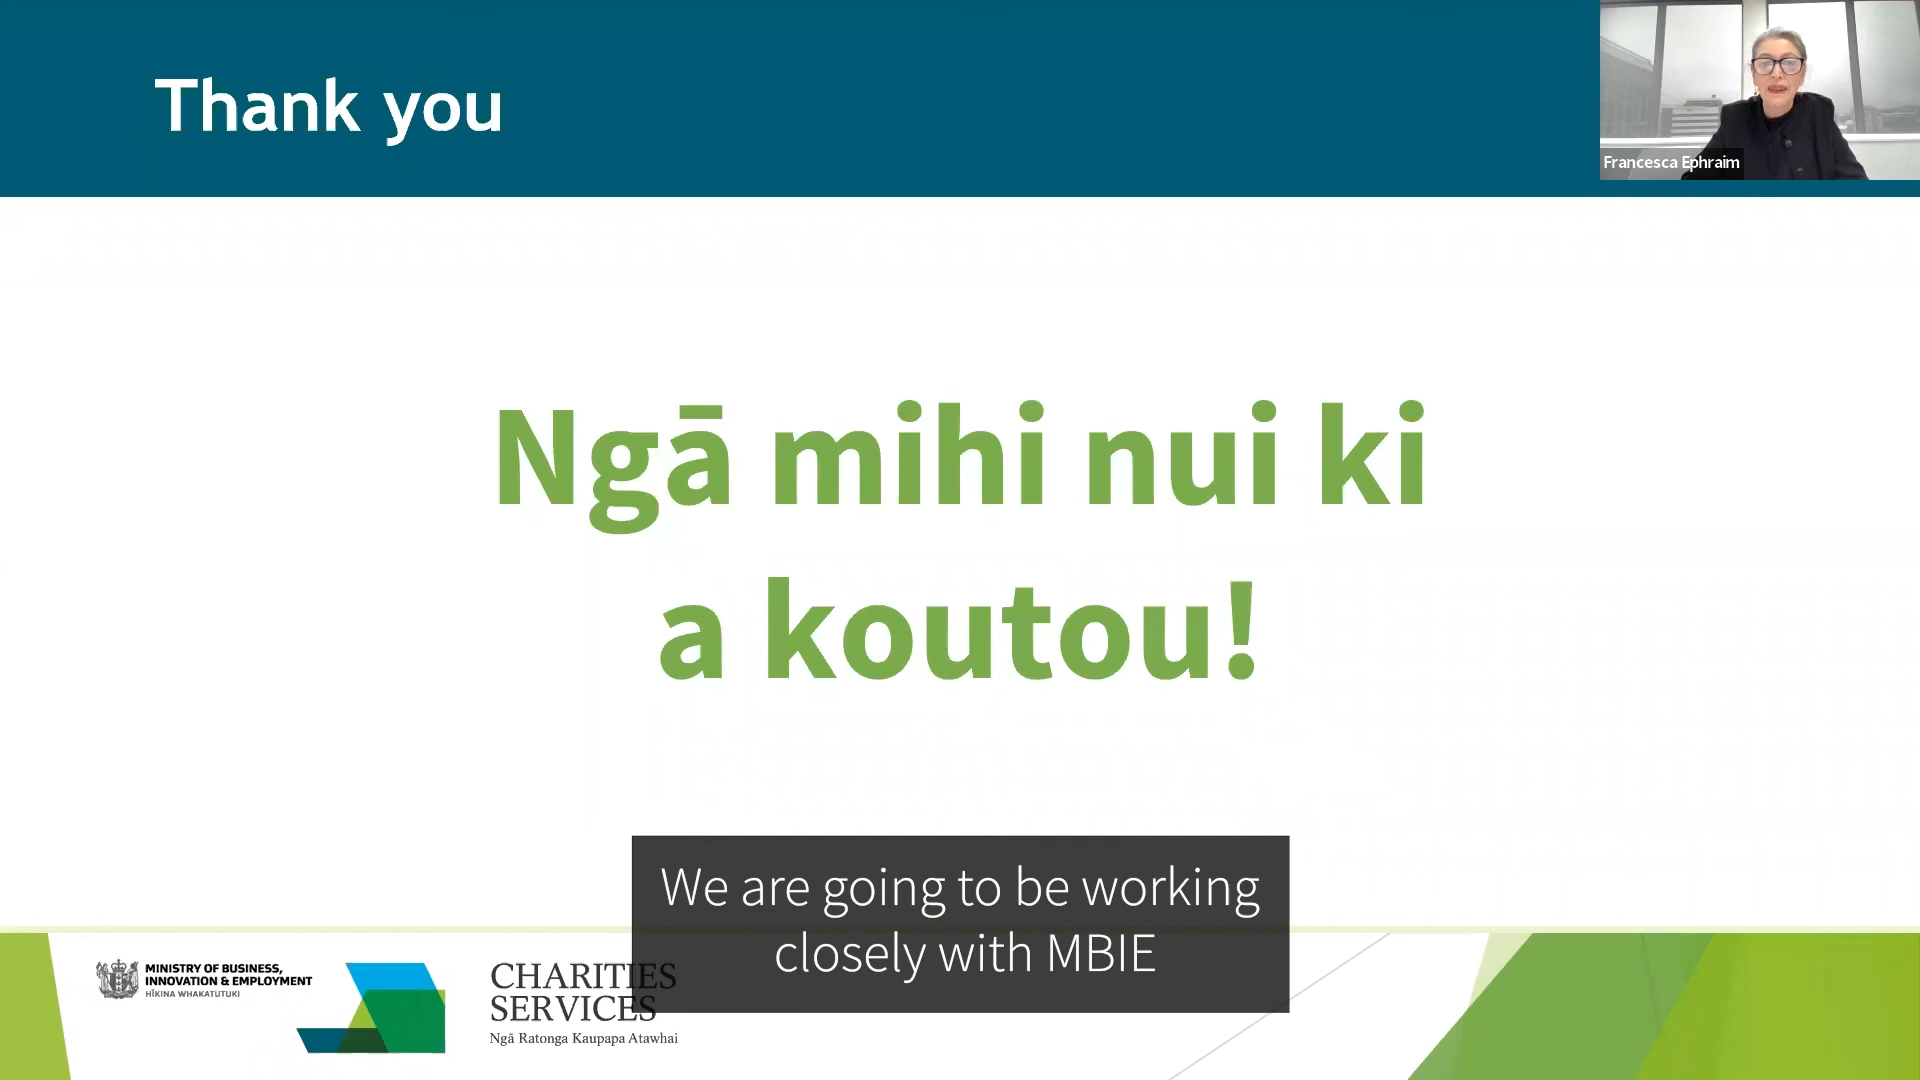 Thank you
Francesca Ephraim
Ngā mihi nui ki
a koutou!
We are going to be working
closely with MBIE
MINISTRY OF BUSINESS,
INNOVATION & EMPLOYMENT
HĪKINA WHAKATUTUKI
CHARITIES
SERVICES
Ngā Ratonga Kaupapa Atawhai